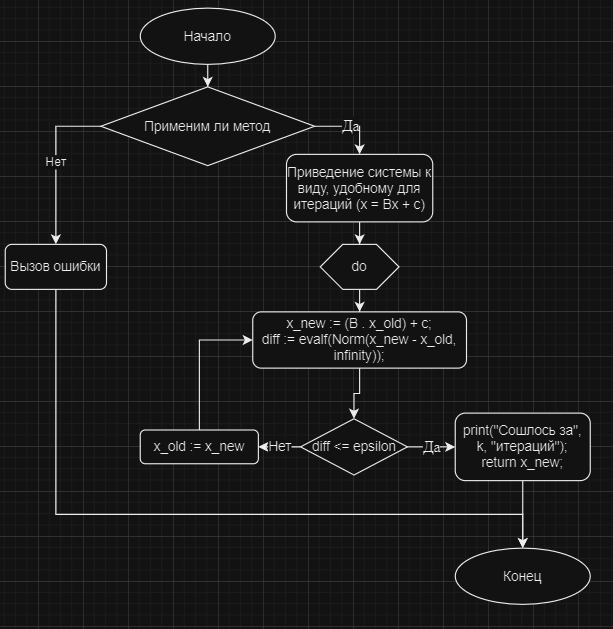 Начало
Применим ли метод
Да
Нет
Приведение системы к
виду, удобному для
итераций (x = Bx + c)
Вызов ошибки
do
x_new := (B . x_old) + c;
diff := evalf(Norm(x_new - x_old,
infinity));
x_old := x_new
Нет
diff <= epsilon
Да
print("Сошлось за",
k, "итераций");
return x_new;
Конец